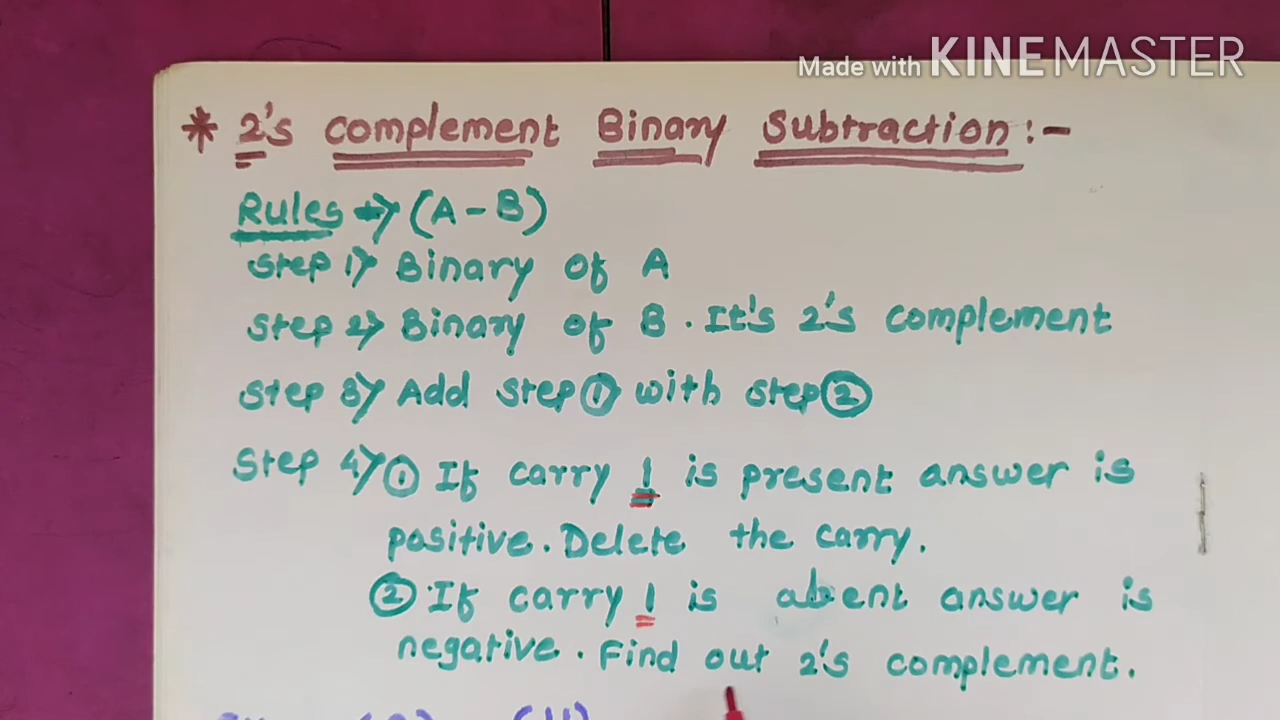 Made with KINEMASTER
* 2's complement Binary Subtraction :-
Rules → (A - B)
Step 1> Binary of A
Step 2> Binary of B . It's 2's complement
Step 3> Add step ① with step ②
Step 4> ① If carry 1 is present answer is
positive. Delete the carry.
② If carry 1 is abent answer is
negative. Find out 2's complement.